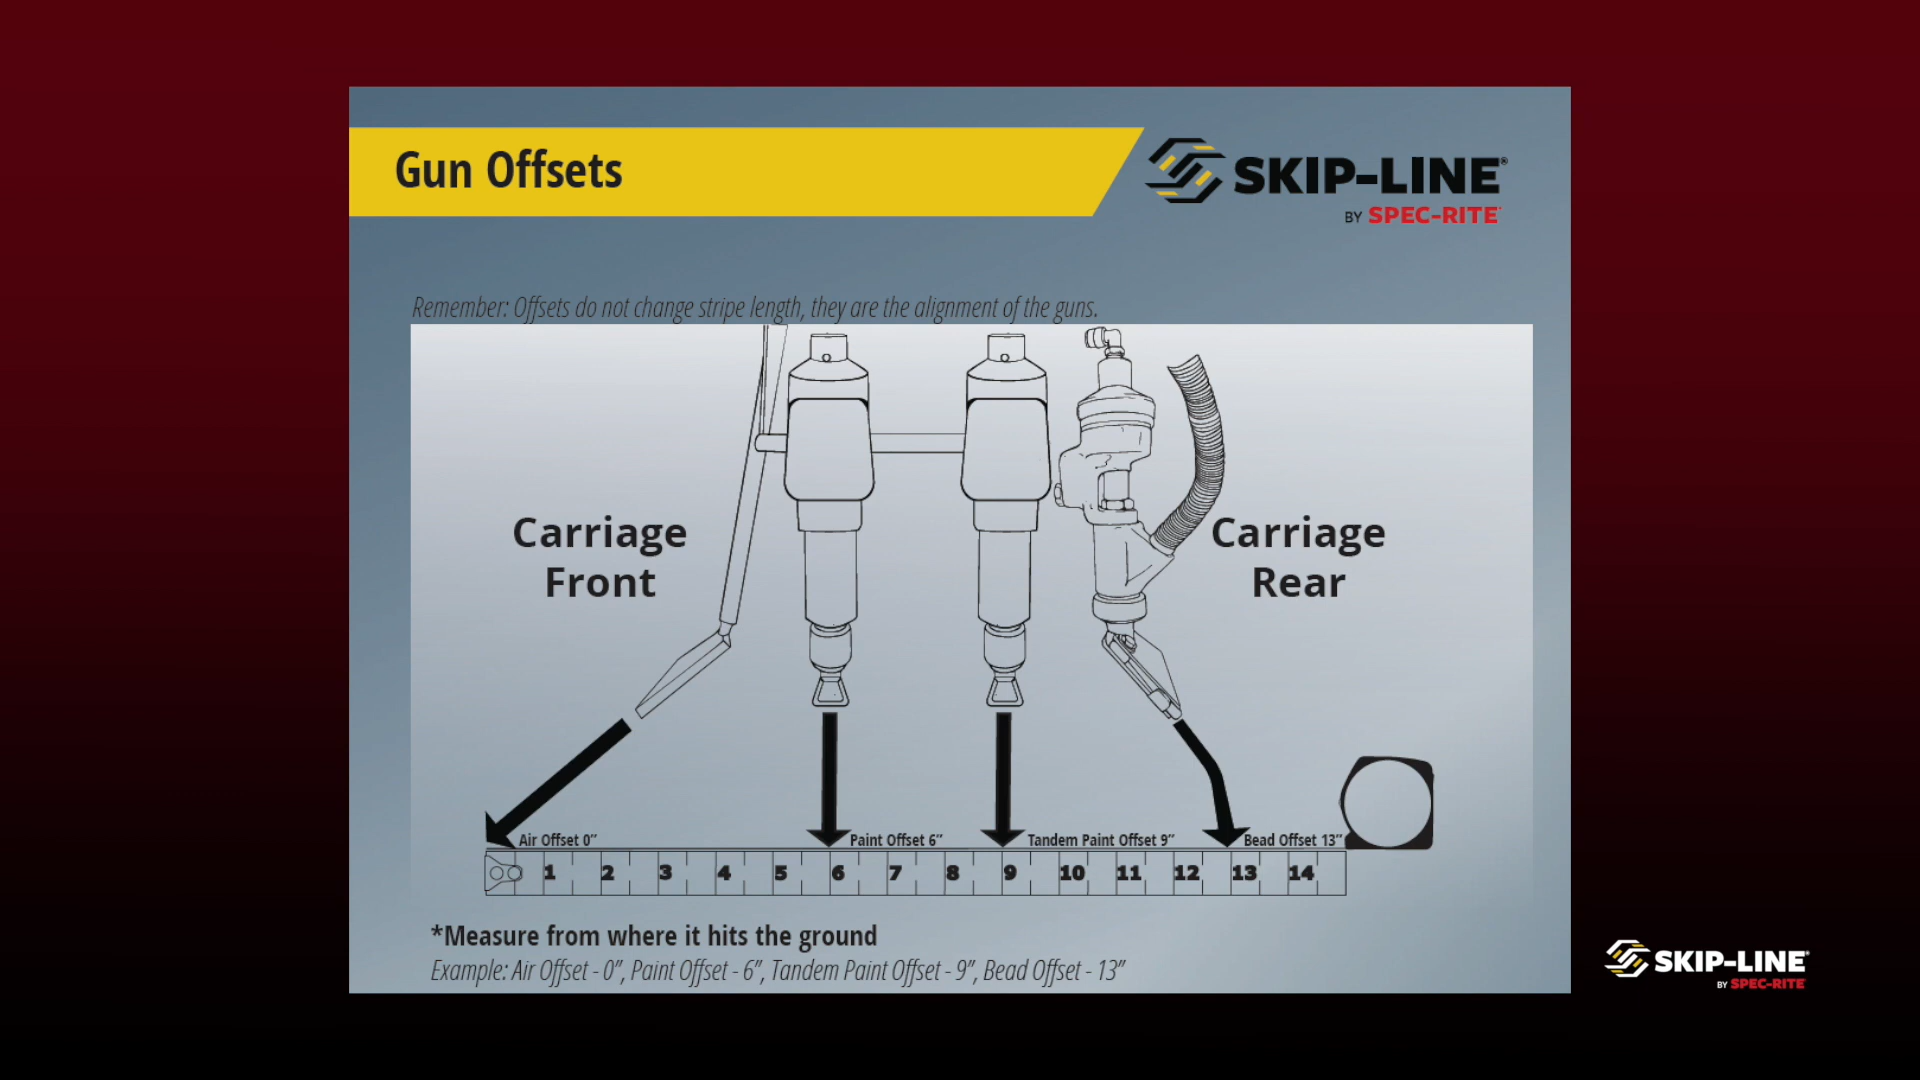 Gun Offsets
SKIP-LINE®
BY SPEC-RITE
Remember: Offsets do not change stripe length, they are the alignment of the guns.
Carriage
Front
Carriage
Rear
Air Offset 0” Paint Offset 6” Tandem Paint Offset 9” Bead Offset 13”
1 2 3 4 5 6 7 8 9 10 11 12 13 14
*Measure from where it hits the ground
Example: Air Offset - 0”, Paint Offset - 6”, Tandem Paint Offset - 9”, Bead Offset - 13”
SKIP-LINE®
BY SPEC-RITE